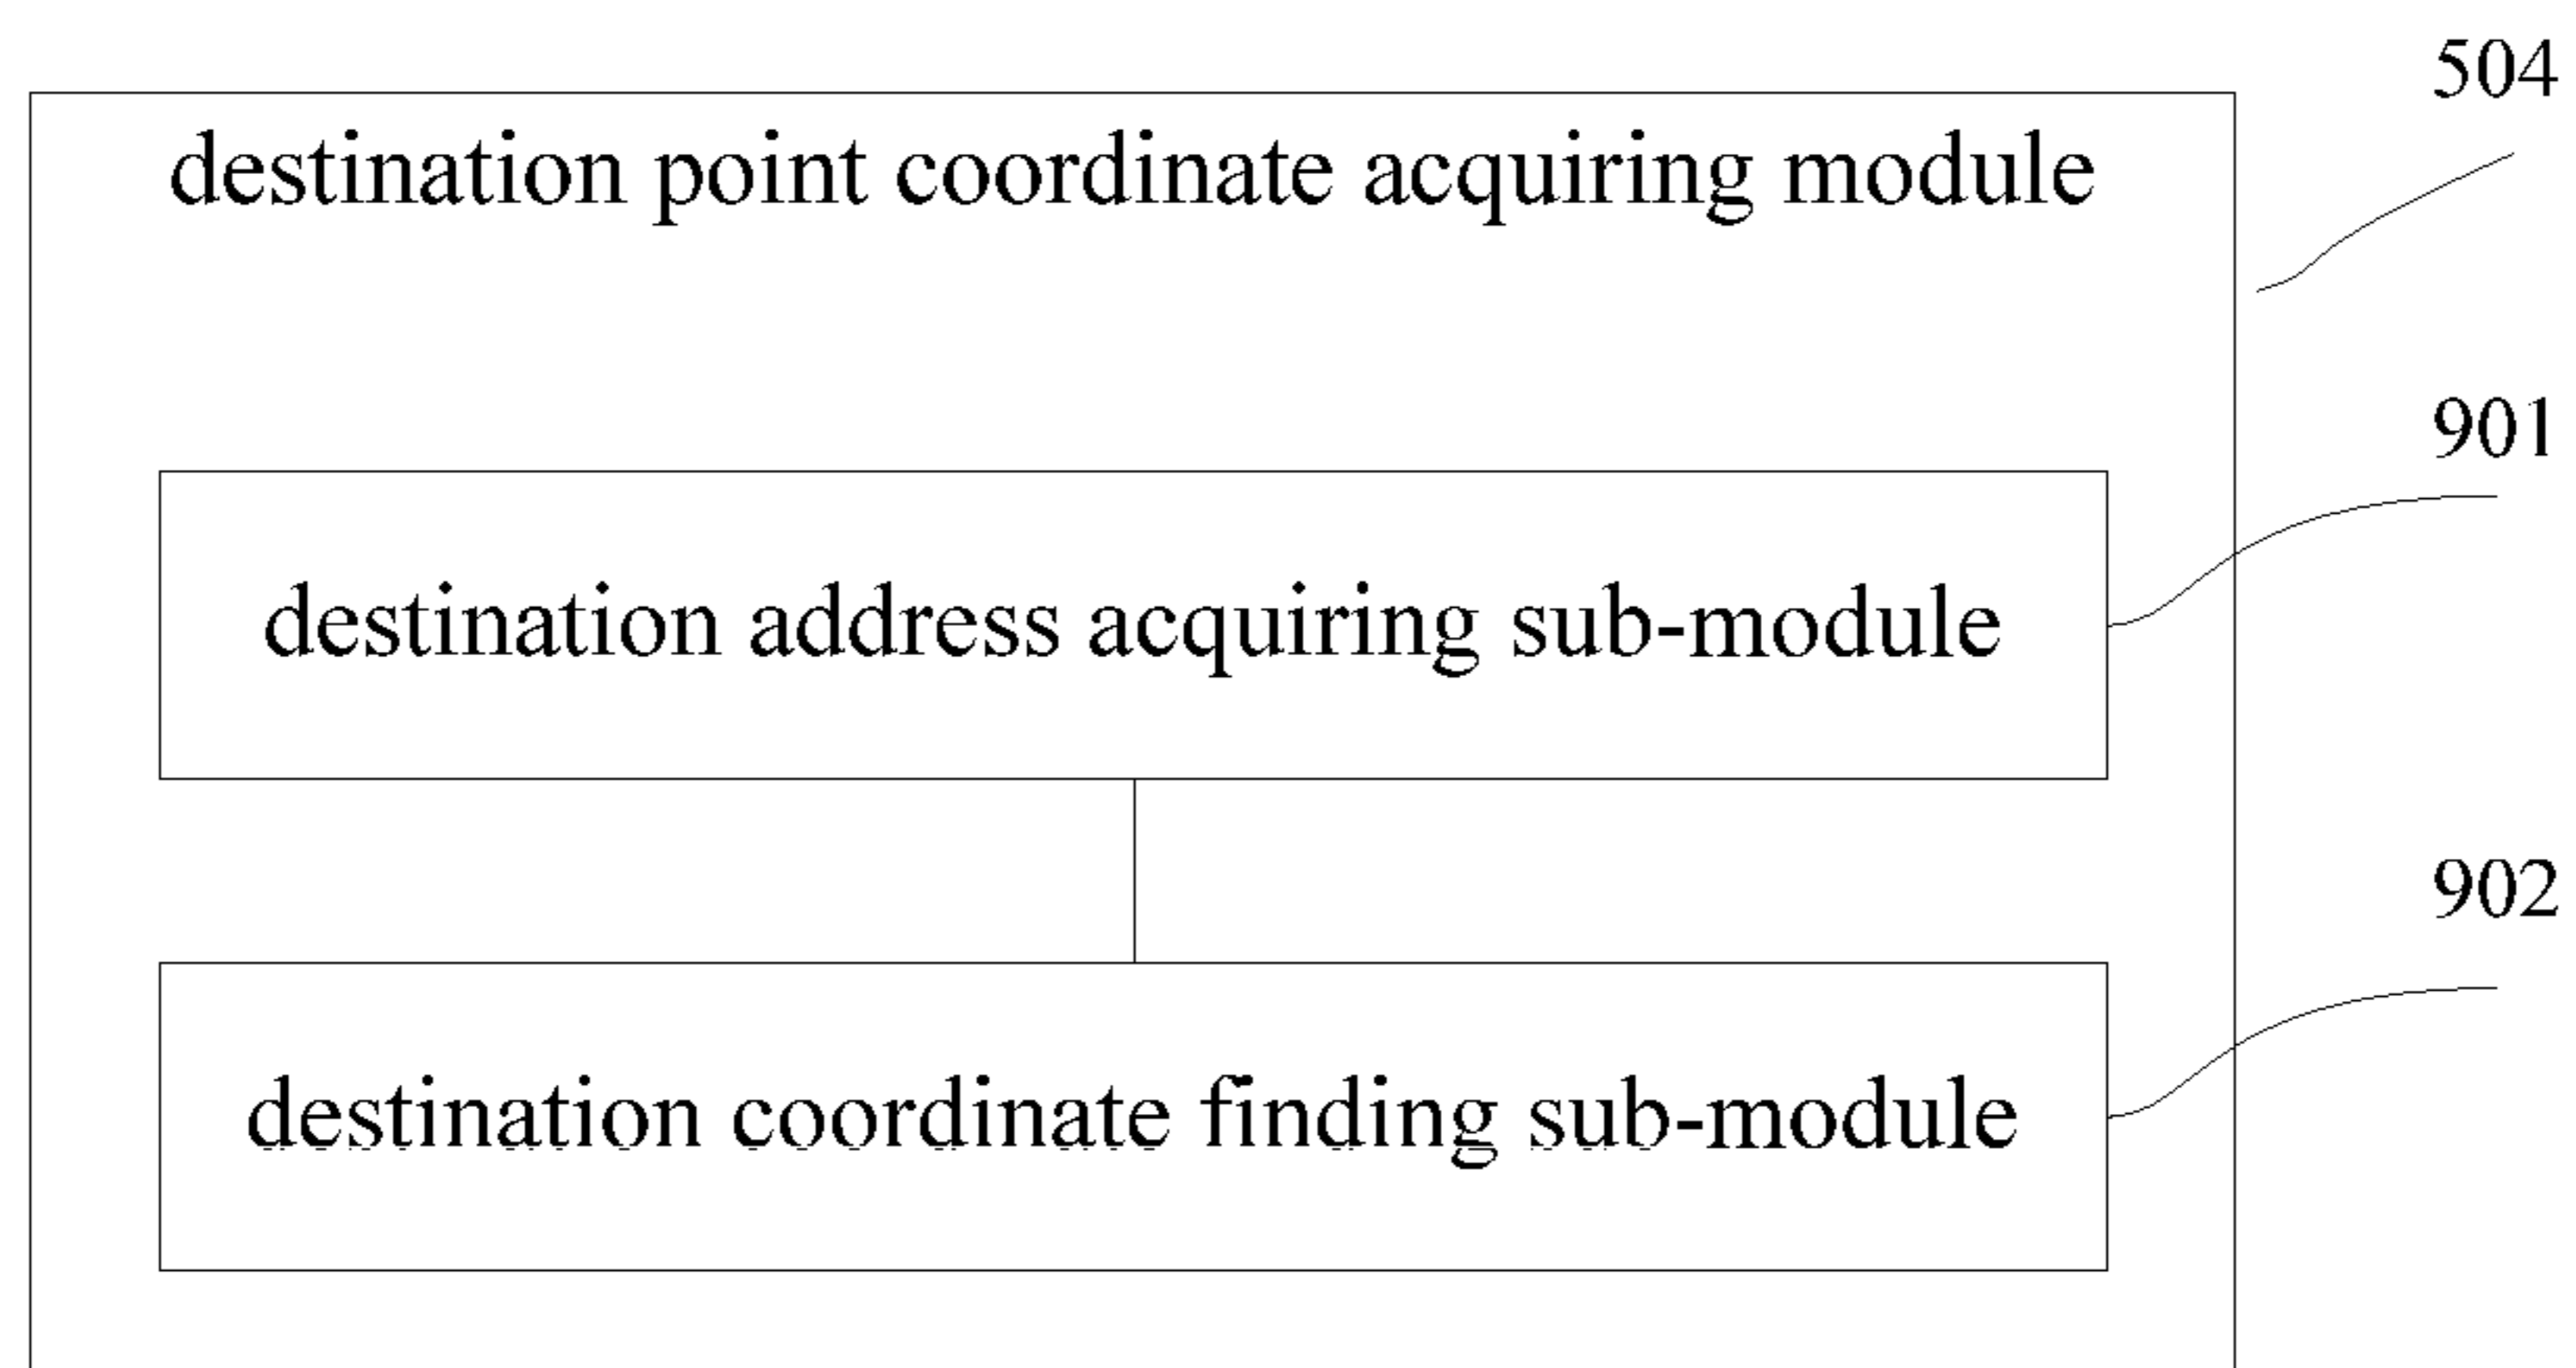 504
destination point coordinate acquiring module
901
destination address acquiring sub-module
902
destination coordinate finding sub-module